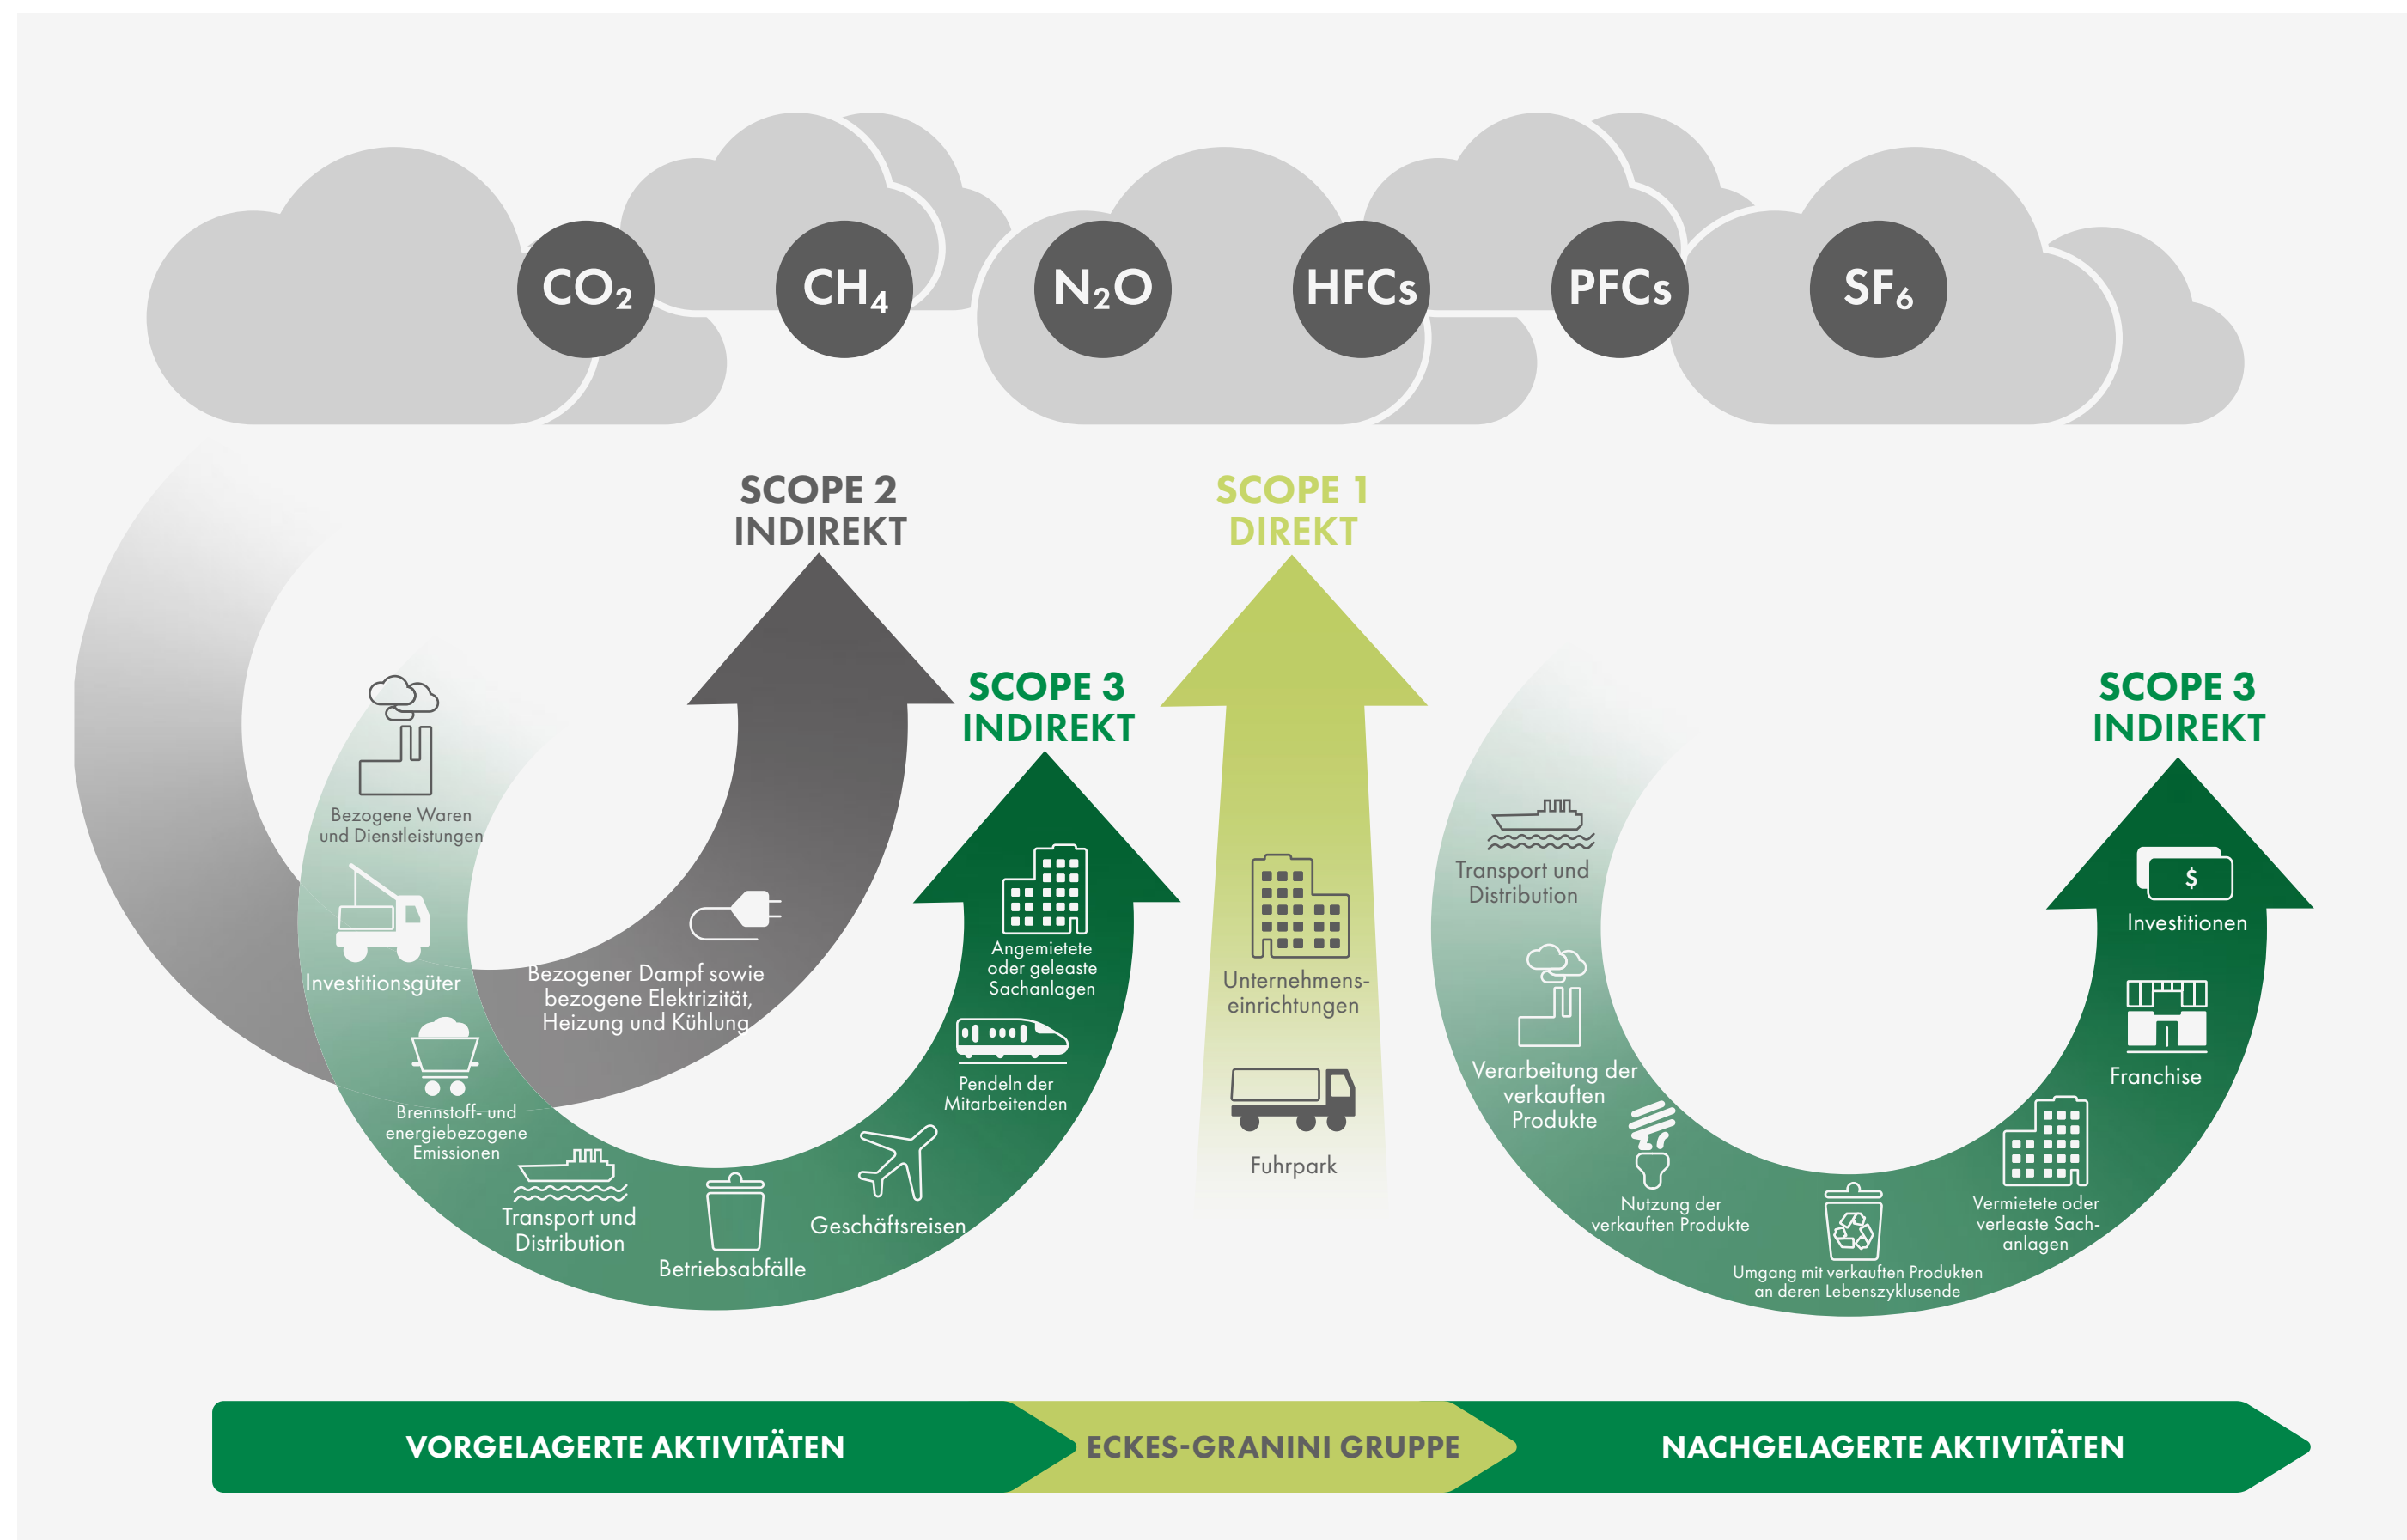 CO₂
CH₄
N₂O
HFCs
PFCs
SF₆
SCOPE 2
INDIREKT
Bezogener Dampf sowie
bezogene Elektrizität,
Heizung und Kühlung
SCOPE 3
INDIREKT
Bezogene Waren
und Dienstleistungen
Investitionsgüter
Brennstoff- und
energiebezogene
Emissionen
Transport und
Distribution
Betriebsabfälle
Geschäftsreisen
Pendeln der
Mitarbeitenden
Angemietete
oder geleaste
Sachanlagen
SCOPE 1
DIREKT
Unternehmens-
einrichtungen
Fuhrpark
SCOPE 3
INDIREKT
Transport und
Distribution
Verarbeitung der
verkauften
Produkte
Nutzung der
verkauften Produkte
Umgang mit verkauften Produkten
an deren Lebenszyklusende
Vermietete oder
verleaste Sach-
anlagen
Franchise
$
Investitionen
VORGELAGERTE AKTIVITÄTEN
ECKES-GRANINI GRUPPE
NACHGELAGERTE AKTIVITÄTEN